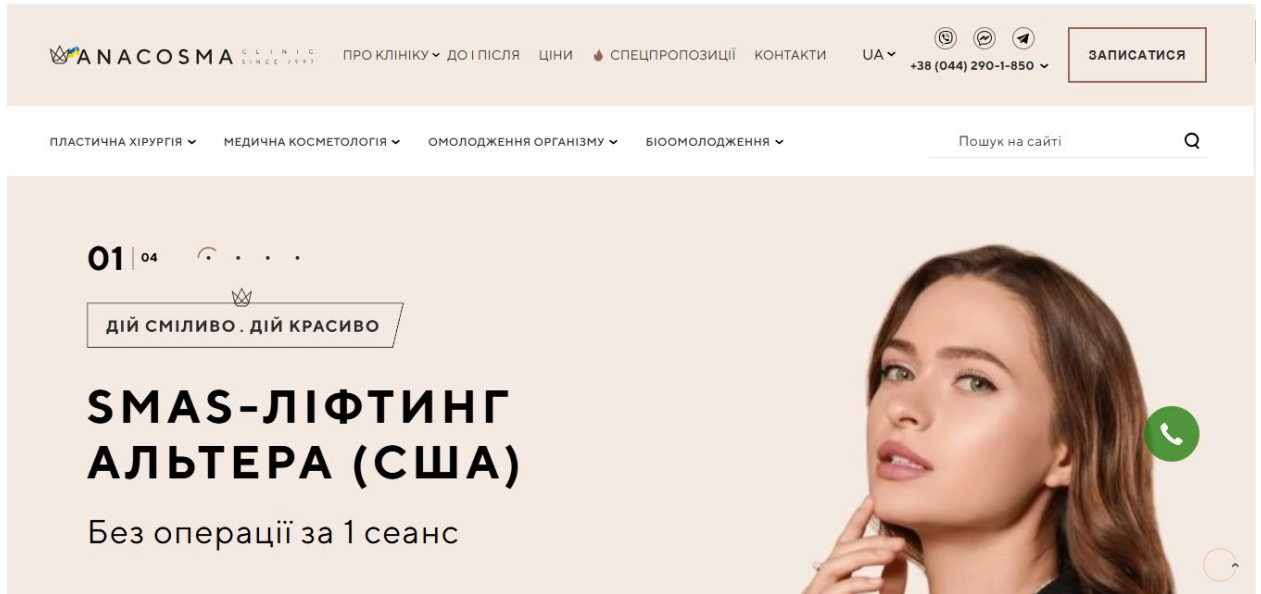 ANACOSMA CLINIC SINCE 1997
ПРО КЛІНІКУ ДО І ПІСЛЯ ЦІНИ СПЕЦПРОПОЗИЦІЇ КОНТАКТИ UA +38 (044) 290-1-850 ЗАПИСАТИСЯ
ПЛАСТИЧНА ХІРУРГІЯ МЕДИЧНА КОСМЕТОЛОГІЯ ОМОЛОДЖЕННЯ ОРГАНІЗМУ БІООМОЛОДЖЕННЯ Пошук на сайті
01 | 04
ДІЙ СМІЛИВО . ДІЙ КРАСИВО
SMAS-ЛІФТИНГ
АЛЬТЕРА (США)
Без операції за 1 сеанс